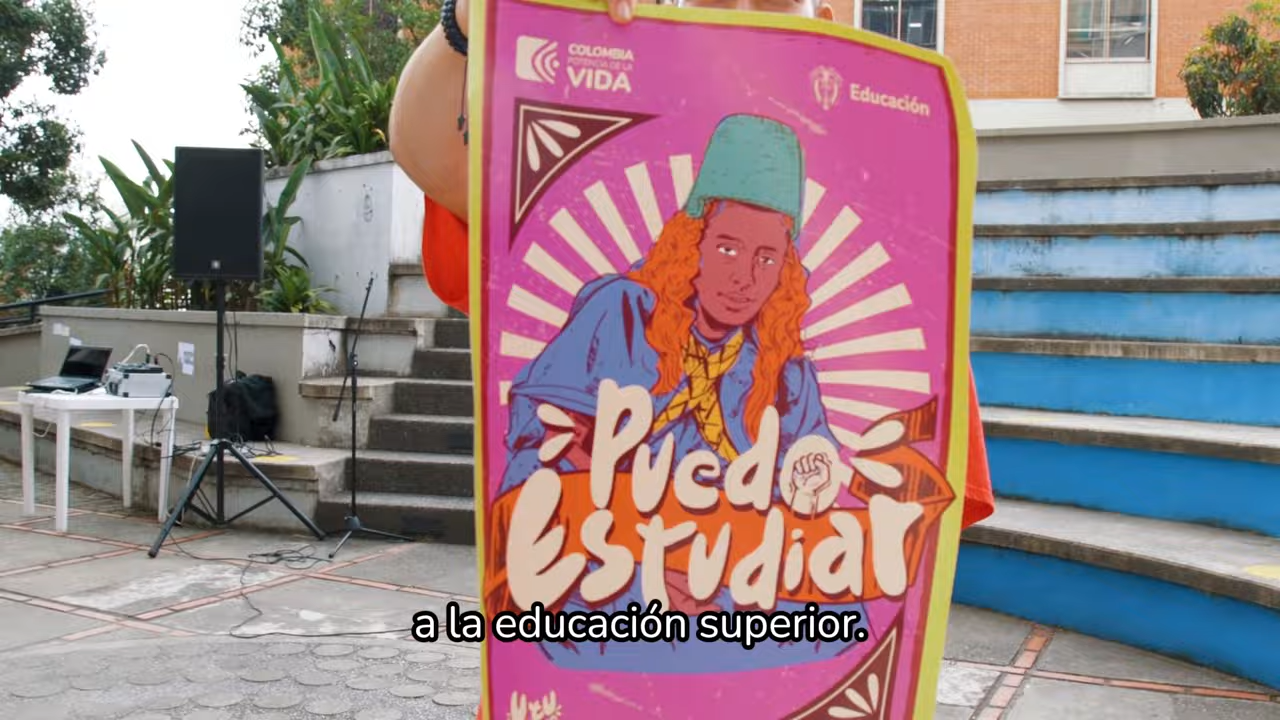 COLOMBIA
POTENCIA DE LA
VIDA
Educación
Puedo
Estudiar
a la educación superior.